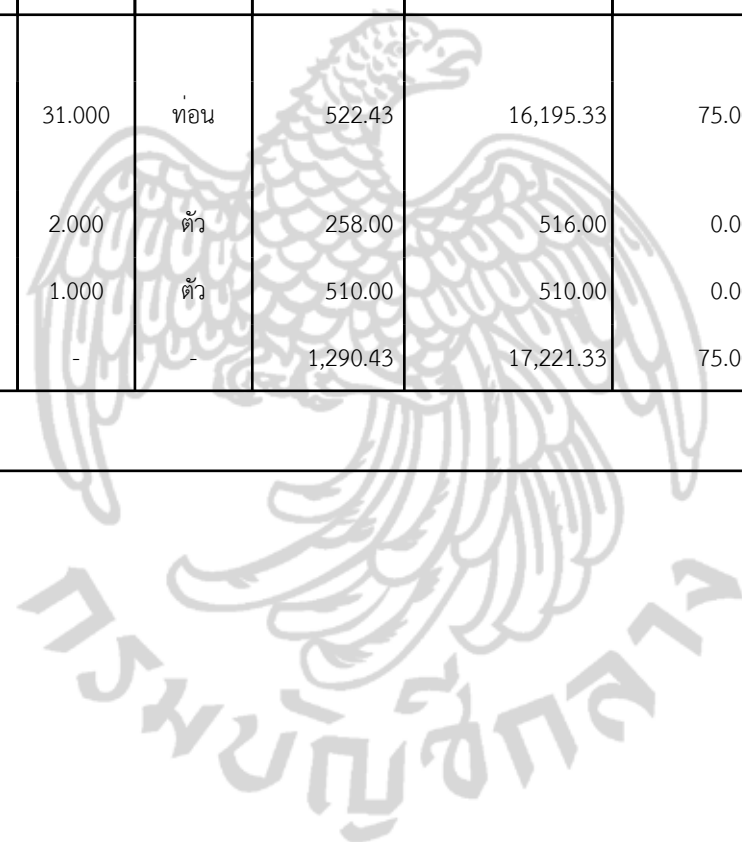 31.000 ท่อน 522.43 16,195.33 75.0
2.000 ตัว 258.00 516.00 0.0
1.000 ตัว 510.00 510.00 0.0
- - 1,290.43 17,221.33 75.0
กรมบัญชีกลาง